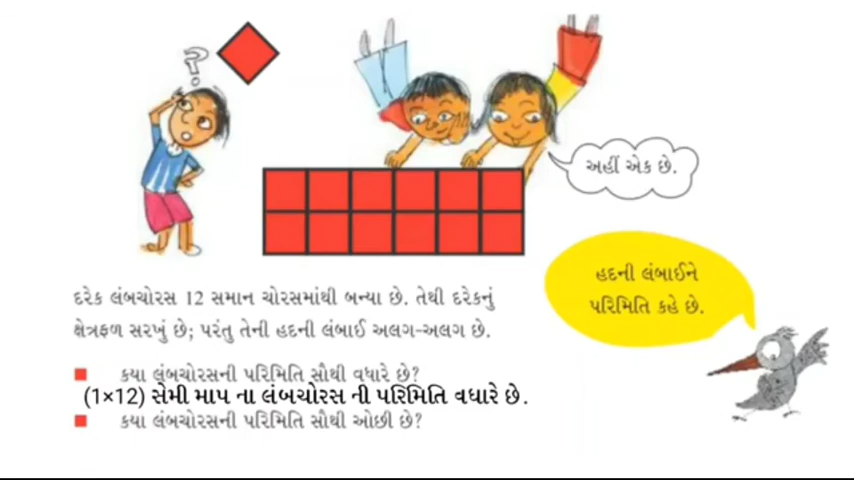 ?
અહીં એક છે.
હદની લંબાઈને
પરિમિતિ કહે છે.
દરેક લંબચોરસ 12 સમાન ચોરસમાંથી બન્યા છે. તેથી દરેકનું
ક્ષેત્રફળ સરખું છે; પરંતુ તેની હદની લંબાઈ અલગ-અલગ છે.
કયા લંબચોરસની પરિમિતિ સૌથી વધારે છે?
(1×12) સેમી માપ ના લંબચોરસ ની પરિમિતિ વધારે છે.
કયા લંબચોરસની પરિમિતિ સૌથી ઓછી છે?